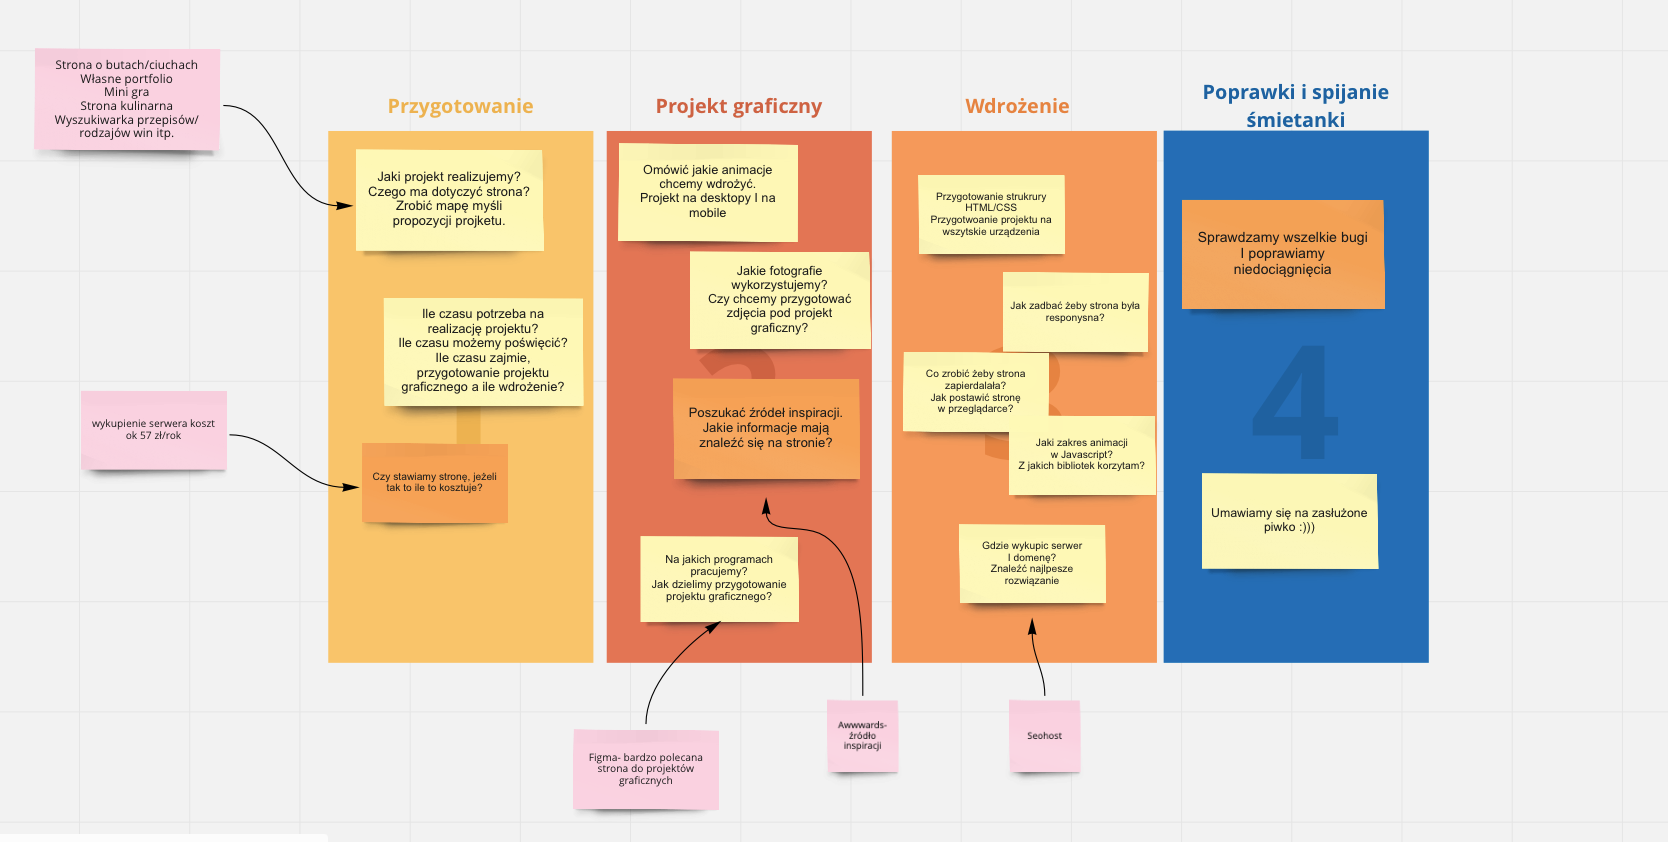 Strona o butach/ciuchach
Własne portfolio
Mini gra
Strona kulinarna
Wyszukiwarka przepisów/
rodzajów win itp.
wykupienie serwera koszt
ok 57 zł/rok
Przygotowanie
Jaki projekt realizujemy?
Czego ma dotyczyć strona?
Zrobić mapę myśli
propozycji projketu.
Ile czasu potrzeba na
realizację projektu?
Ile czasu możemy poświęcić?
Ile czasu zajmie,
przygotowanie projektu
graficznego a ile wdrożenie?
1
Czy stawiamy stronę, jeżeli
tak to ile to kosztuje?
Projekt graficzny
Omówić jakie animacje
chcemy wdrożyć.
Projekt na desktopy I na
mobile
Jakie fotografie
wykorzystujemy?
Czy chcemy przygotować
zdjęcia pod projekt
graficzny?
2
Poszukać źródeł inspiracji.
Jakie informacje mają
znaleźć się na stronie?
Na jakich programach
pracujemy?
Jak dzielimy przygotowanie
projektu graficznego?
Figma- bardzo polecana
strona do projektów
graficznych
Awwwards-
źródło
inspiracji
Wdrożenie
Przygotowanie strukrury
HTML/CSS
Przygotwoanie projektu na
wszytskie urządzenia
Jak zadbać żeby strona była
responysna?
3
Co zrobić żeby strona
zapierdalała?
Jak postawić stronę
w przeglądarce?
Jaki zakres animacji
w Javascript?
Z jakich bibliotek korzytam?
Gdzie wykupic serwer
I domenę?
Znaleźć najlpesze
rozwiązanie
Seohost
Poprawki i spijanie
śmietanki
Sprawdzamy wszelkie bugi
I poprawiamy
niedociągnięcia
4
Umawiamy się na zasłużone
piwko :)))